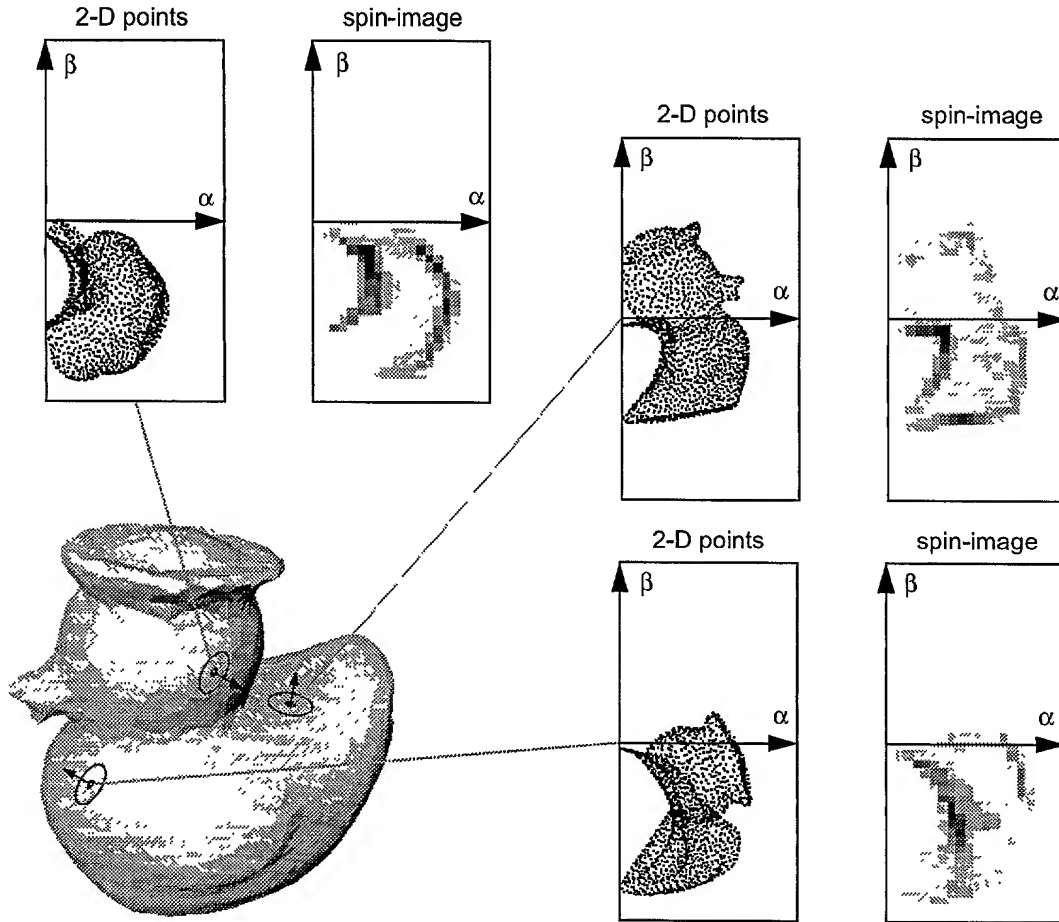 2-D points
spin-image
β
α
2-D points
spin-image
β
α
β
α
2-D points
spin-image
β
α
β
α